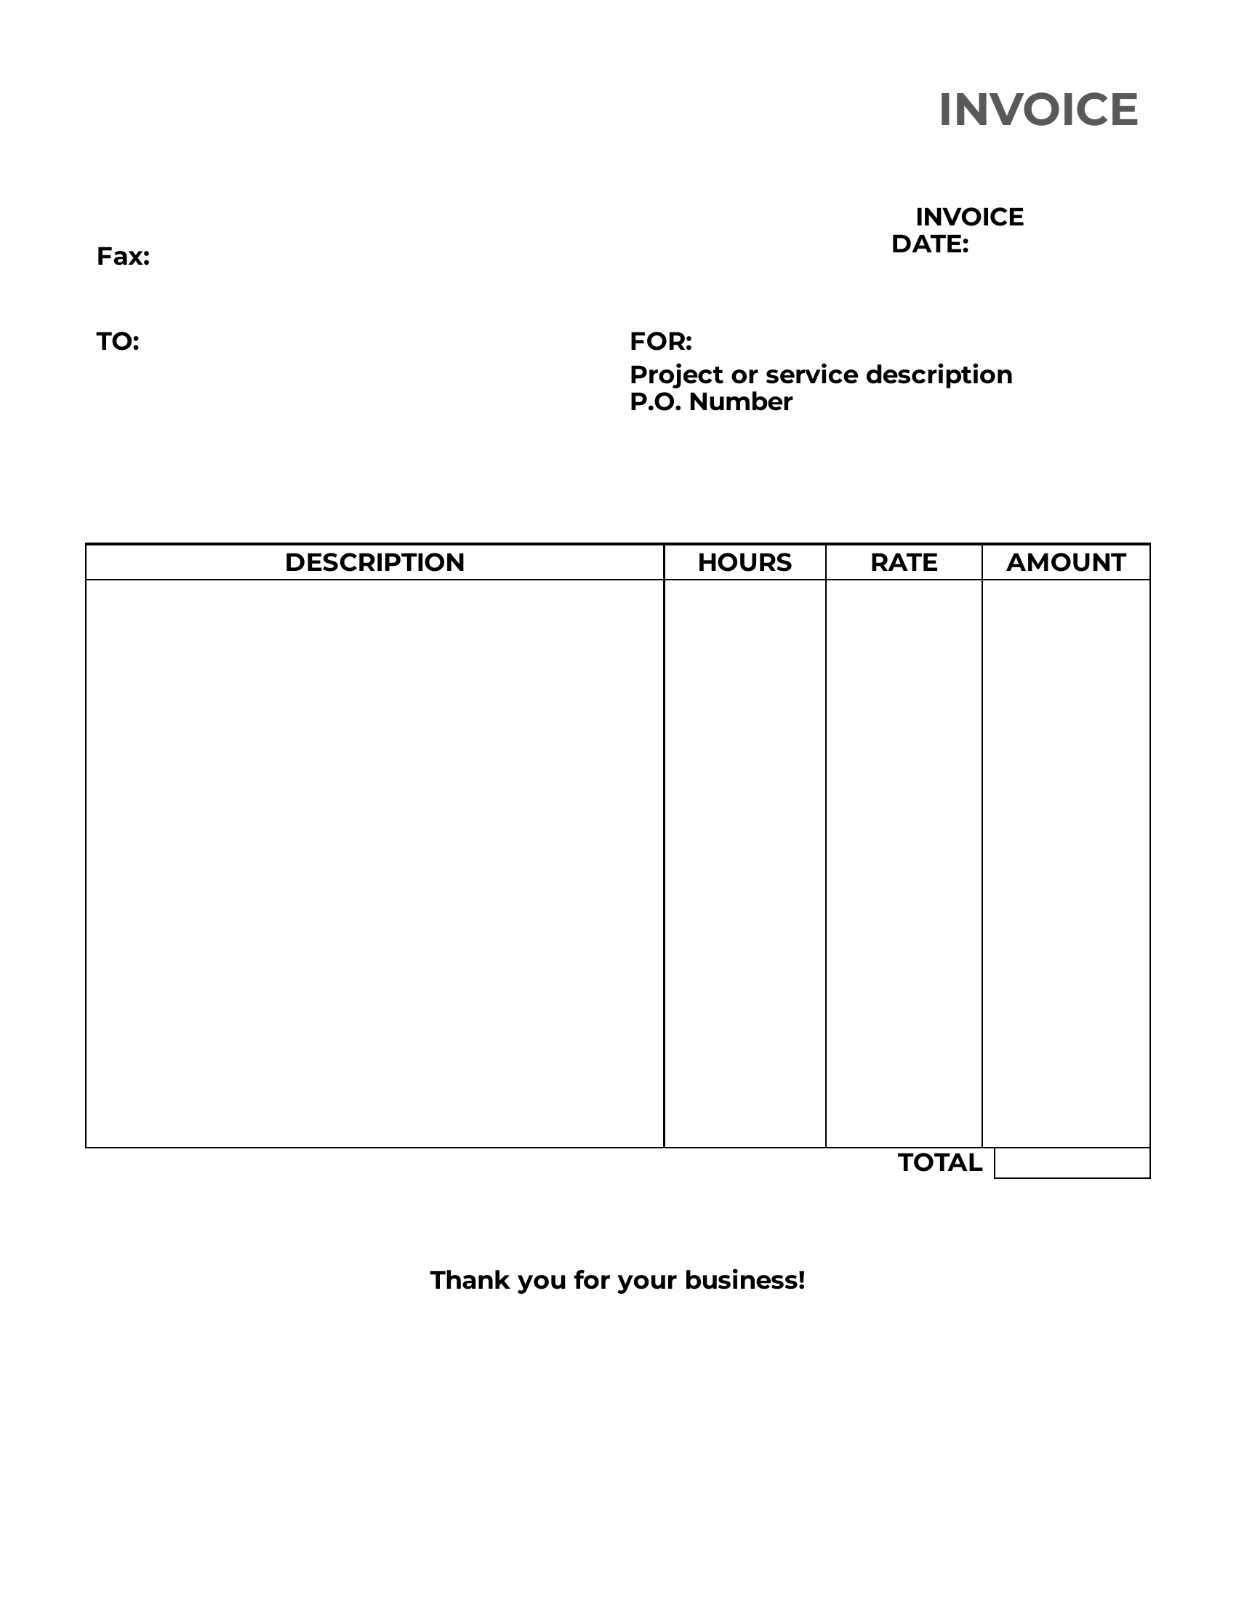 INVOICE
INVOICE
DATE:
Fax:
TO:
FOR:
Project or service description
P.O. Number
DESCRIPTION HOURS RATE AMOUNT
TOTAL
Thank you for your business!